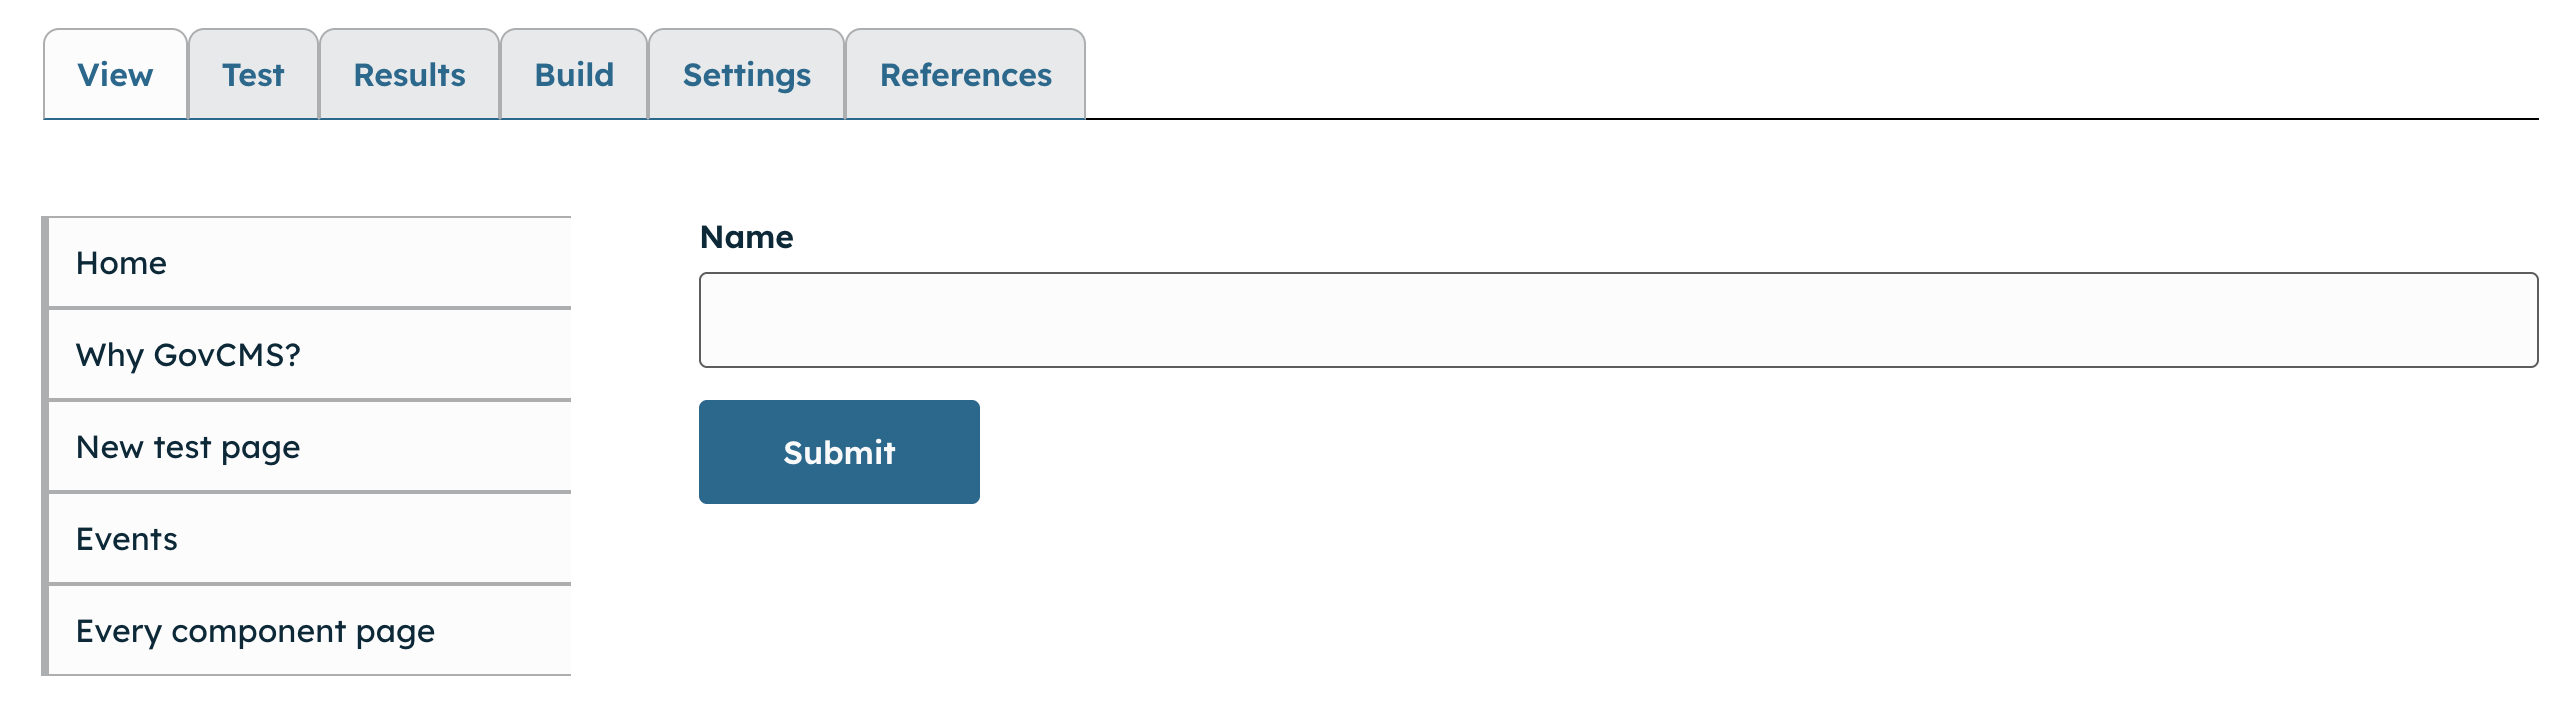 View
Test
Results
Build
Settings
References
Home
Why GovCMS?
New test page
Events
Every component page
Name
Submit